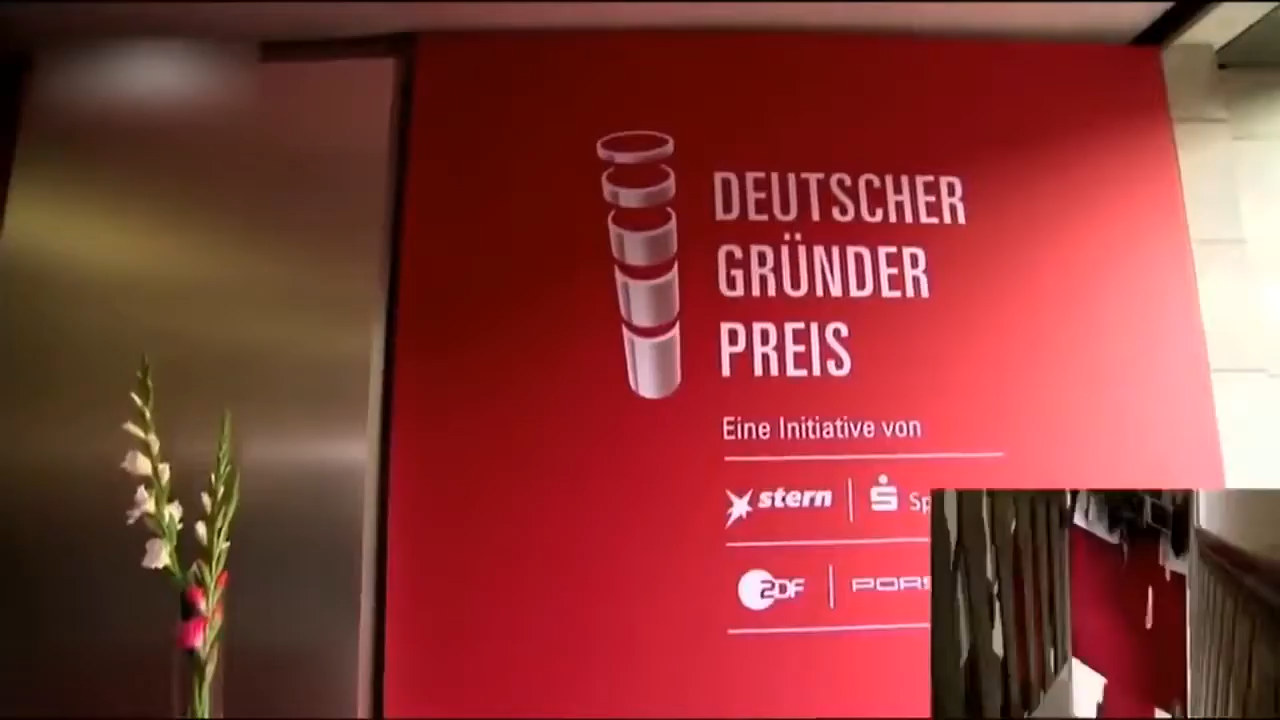 DEUTSCHER
GRÜNDER
PREIS
Eine Initiative von
stern
ZDF